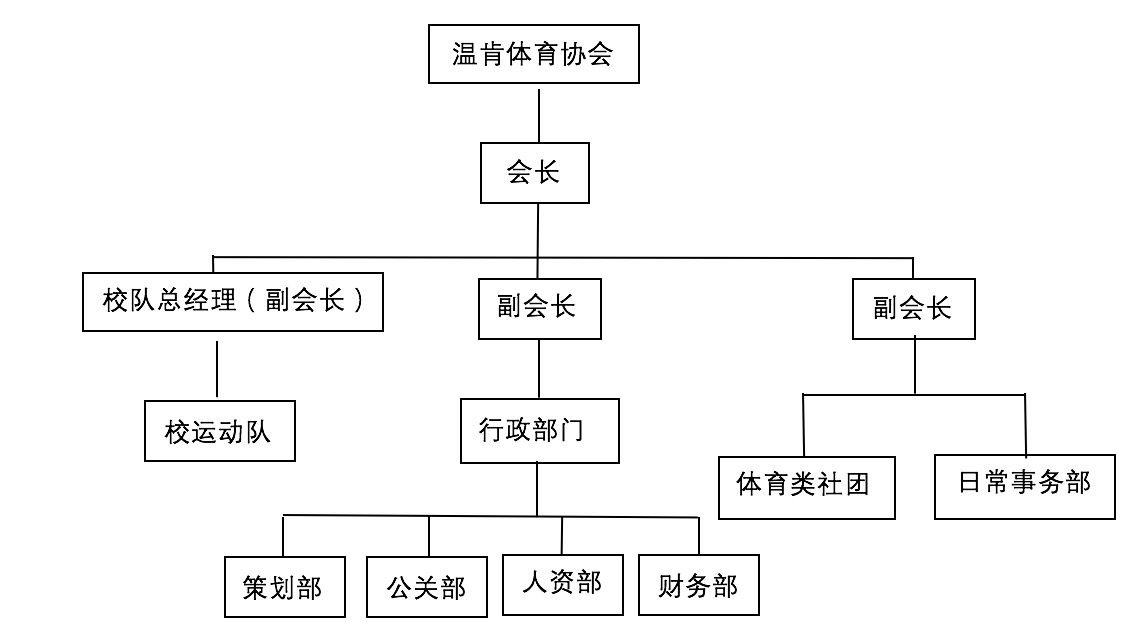 温肯体育协会
会长
校队总经理（副会长）
副会长
副会长
校运动队
行政部门
体育类社团
日常事务部
策划部
公关部
人资部
财务部